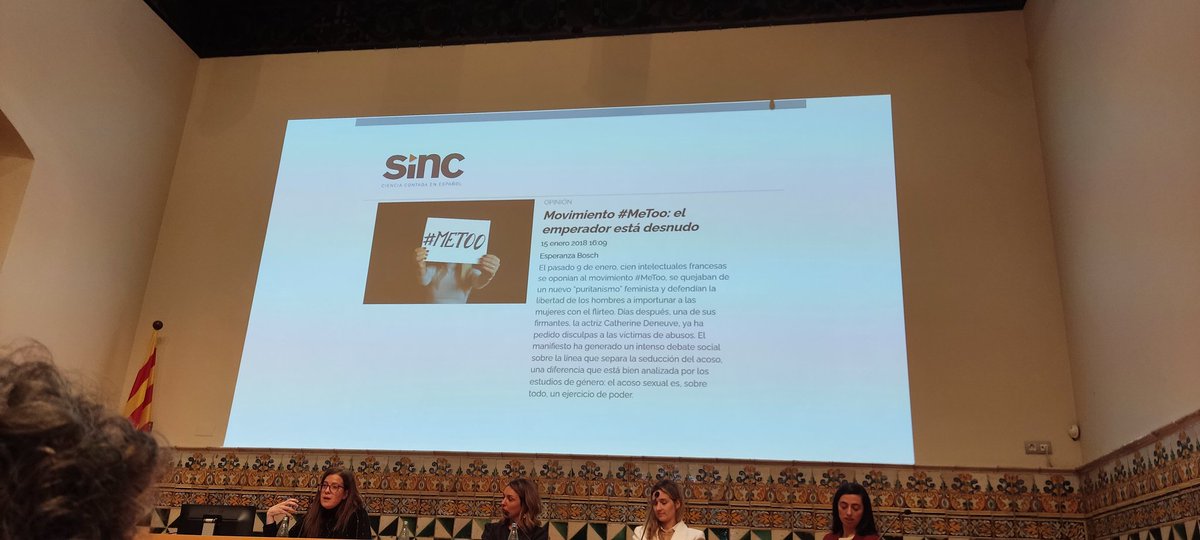 sinc
CIENCIA CONTADA EN ESPAÑOL
#METOO
OPINIÓN
Movimiento #MeToo: el
emperador está desnudo
15 enero 2018 16:09
Esperanza Bosch
El pasado 9 de enero, cien intelectuales francesas
se oponían al movimiento #MeToo, se quejaban de
un nuevo "puritanismo" feminista y defendían la
libertad de los hombres a importunar a las
mujeres con el flirteo. Días después, una de sus
firmantes, la actriz Catherine Deneuve, ya ha
pedido disculpas a las víctimas de abusos. El
manifiesto ha generado un intenso debate social
sobre la línea que separa la seducción del acoso,
una diferencia que está bien analizada por los
estudios de género: el acoso sexual es, sobre
todo, un ejercicio de poder.